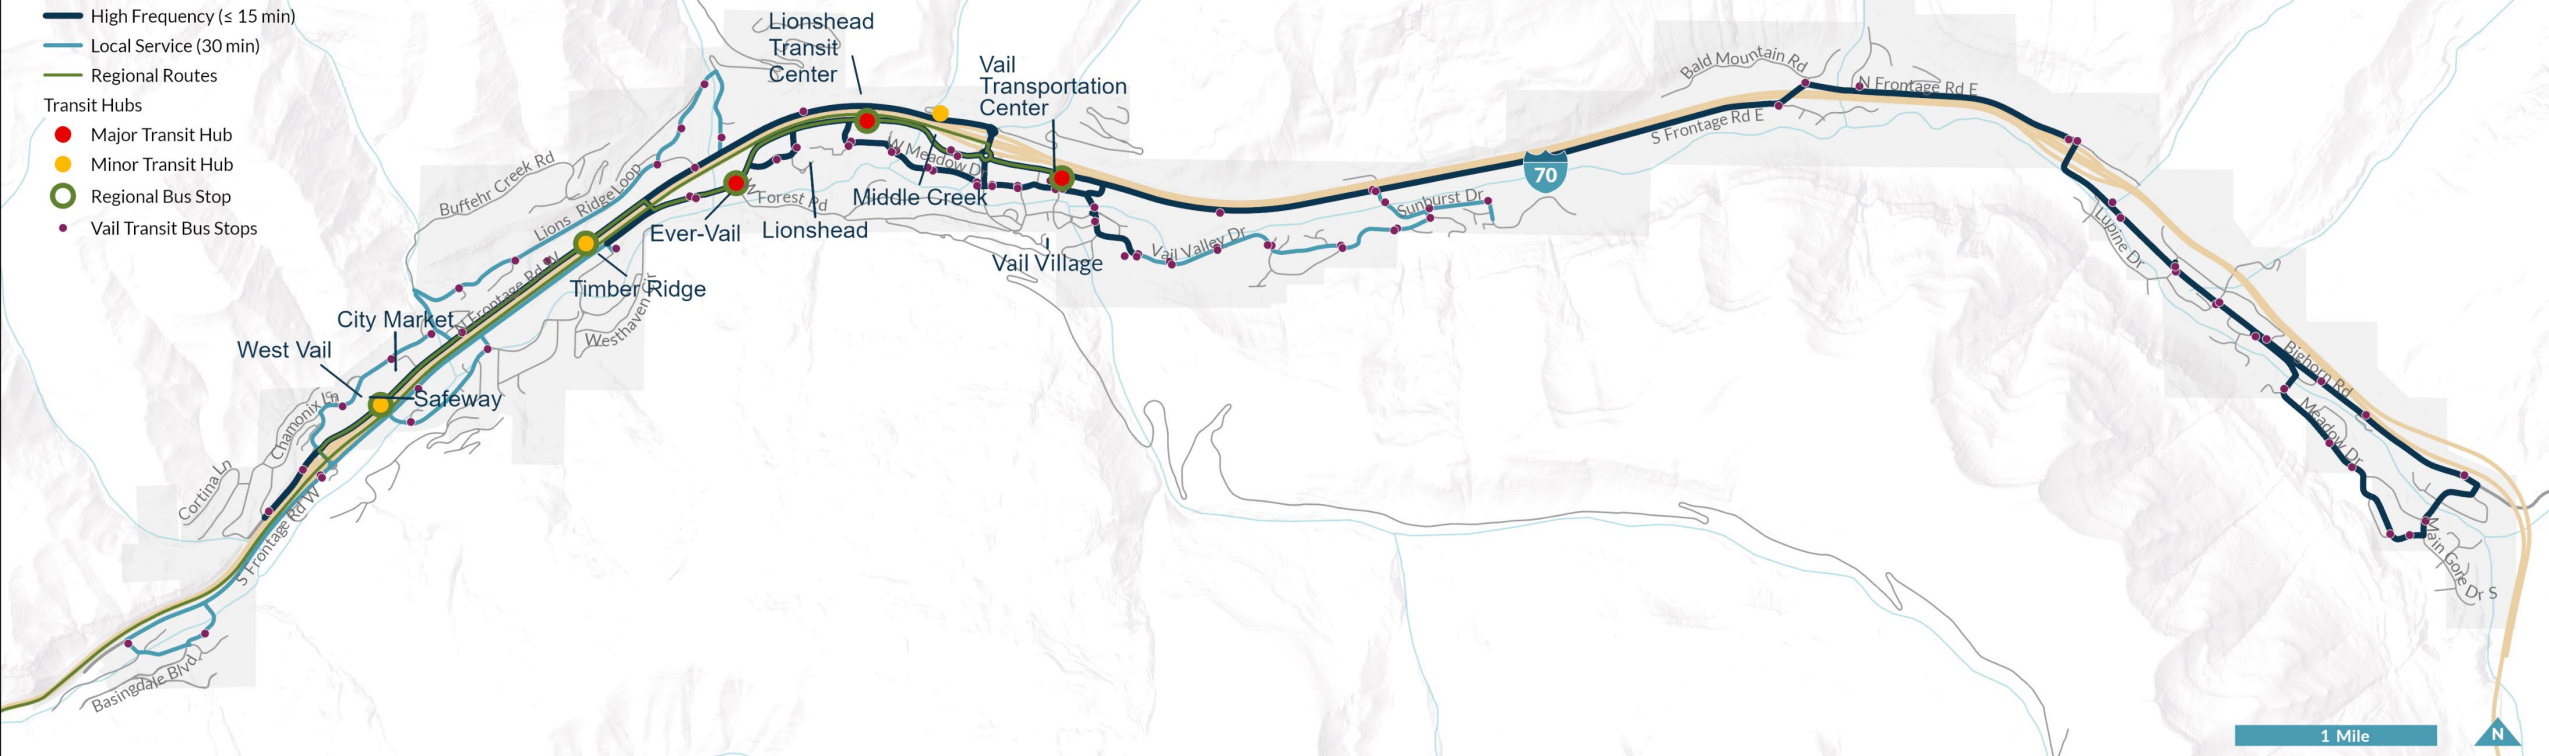 High Frequency (≤ 15 min)
Local Service (30 min)
Regional Routes
Transit Hubs
Major Transit Hub
Minor Transit Hub
Regional Bus Stop
Vail Transit Bus Stops
Lionshead
Transit
Center
Vail
Transportation
Center
Bald Mountain Rd
N Frontage Rd E
S Frontage Rd E
70
Buffehr Creek Rd
Lions Ridge Loop
W Meadow Dr
W Forest Rd
Middle Creek
Sunburst Dr
Ever-Vail
Lionshead
Vail Village
Vail Valley Dr
Lupine Dr
Timber Ridge
N Frontage Rd W
Westhaven Dr
City Market
West Vail
Safeway
Chamonix Ln
Cortina Ln
S Frontage Rd W
Basingdale Blvd
Bighorn Rd
Meadow Dr
Main Gore Dr S
1 Mile
N